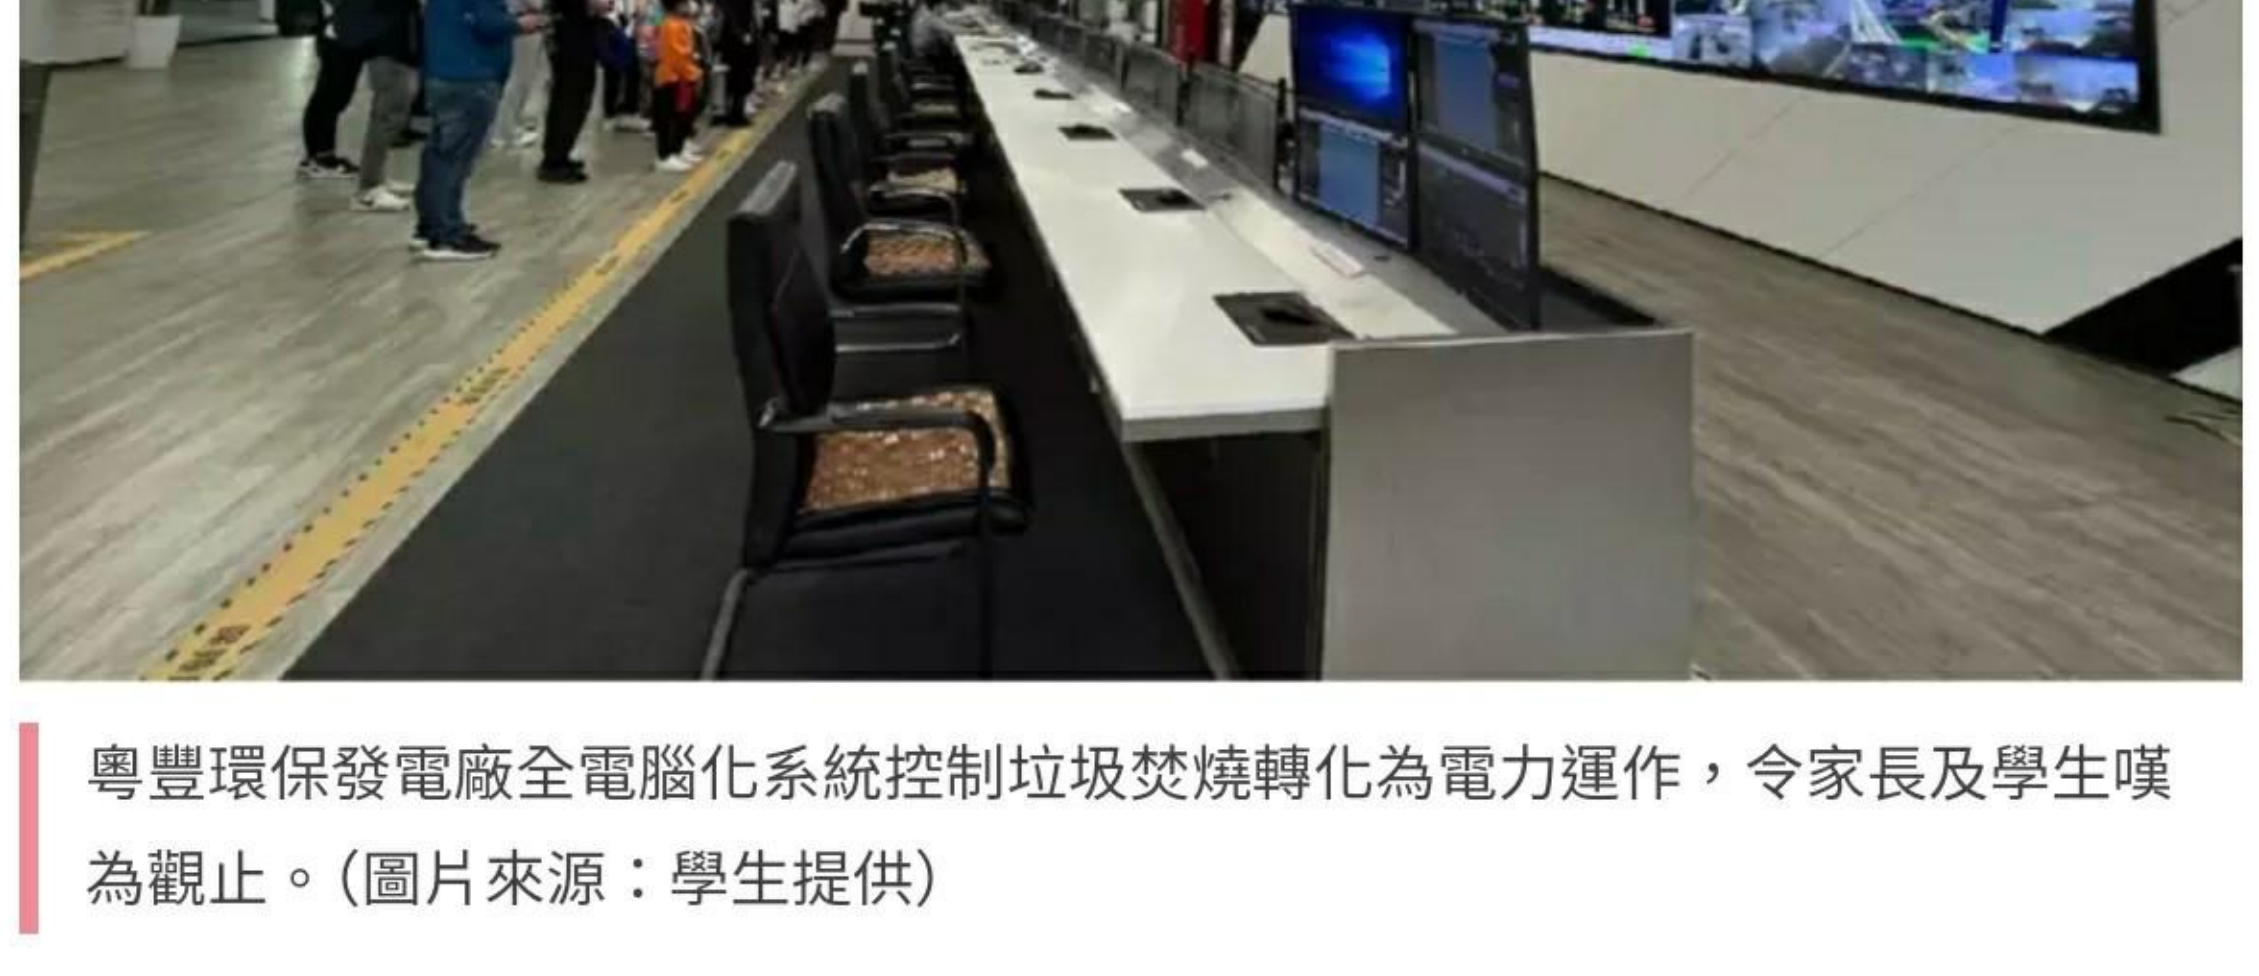 粵豐環保發電廠全電腦化系統控制垃圾焚燒轉化為電力運作，令家長及學生嘆
為觀止。（圖片來源：學生提供）